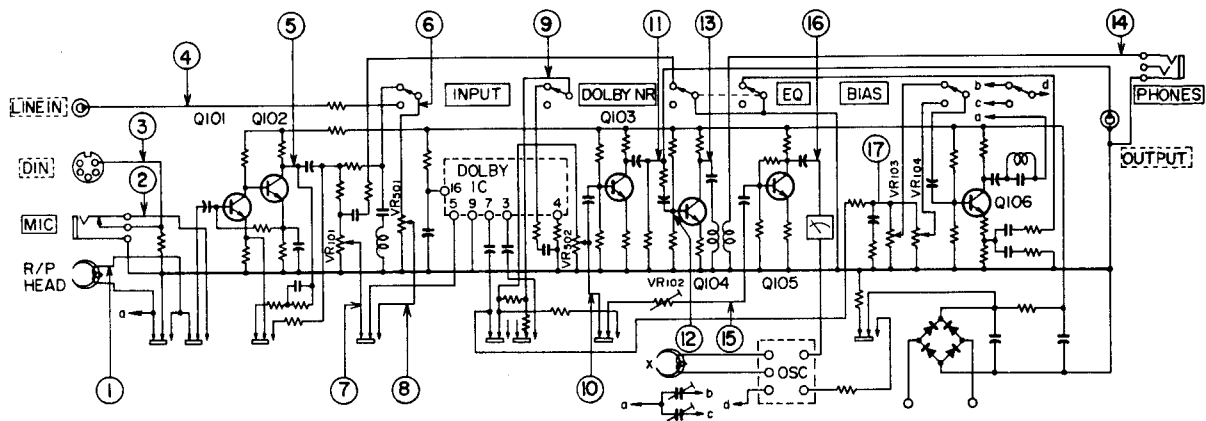 4
5
6
9
11
13
16
14
LINE IN
INPUT
DOLBY NR
EQ
BIAS
b
d
c
a
PHONES
Q101
Q102
Q103
3
DIN
2
DOLBY
IC
16
5
9
7
3
4
VR501
VR101
VR502
17
VR103
VR104
Q106
OUTPUT
MIC
R/P
HEAD
a
VR102
Q104
Q105
1
7
8
10
12
15
X
OSC
a
b
c
d